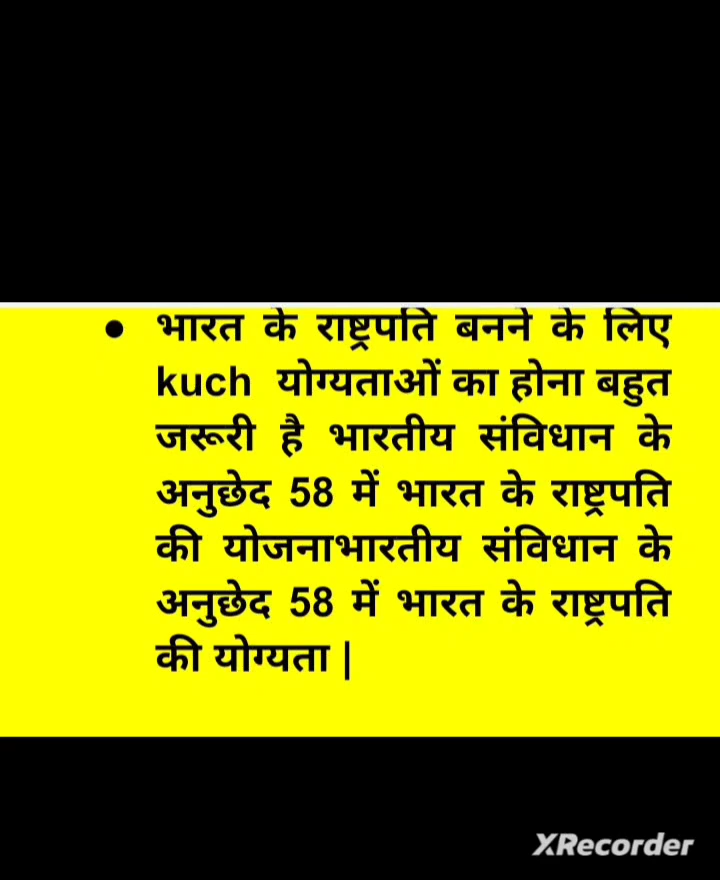 • भारत के राष्ट्रपति बनने के लिए
kuch योग्यताओं का होना बहुत
जरूरी है भारतीय संविधान के
अनुछेद 58 में भारत के राष्ट्रपति
की योजनाभारतीय संविधान के
अनुछेद 58 में भारत के राष्ट्रपति
की योग्यता |
XRecorder